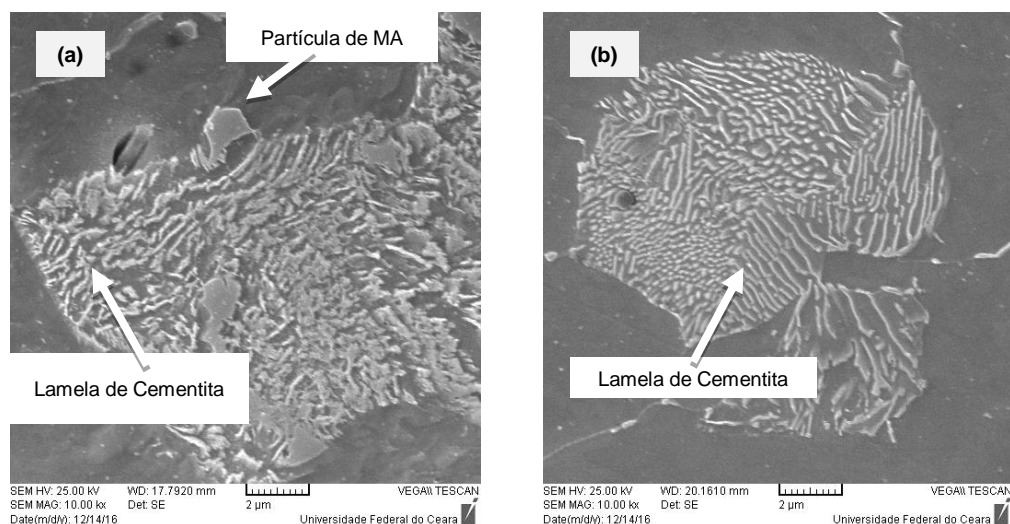 (a)
Partícula de MA
Lamela de Cementita
SEM HV: 25.00 kV WD: 17.7920 mm VEGA\\ TESCAN
SEM MAG: 10.00 kx Det: SE 2 µm
Date(m/d/y): 12/14/16 Universidade Federal do Ceara
(b)
Lamela de Cementita
SEM HV: 25.00 kV WD: 20.1610 mm VEGA\\ TESCAN
SEM MAG: 10.00 kx Det: SE 2 µm
Date(m/d/y): 12/14/16 Universidade Federal do Ceara